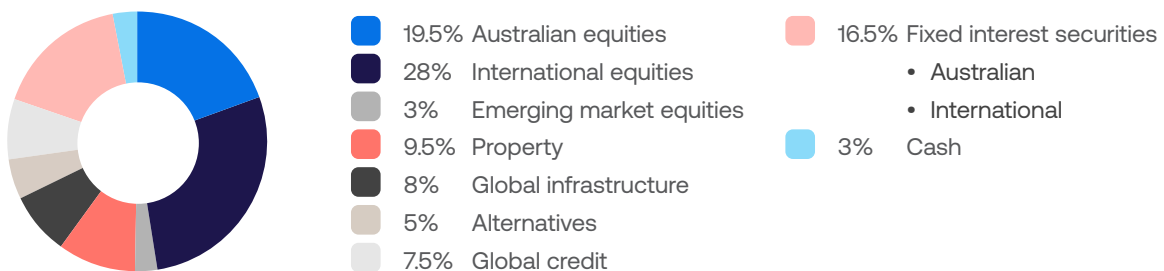 19.5% Australian equities
28% International equities
3% Emerging market equities
9.5% Property
8% Global infrastructure
5% Alternatives
7.5% Global credit
16.5% Fixed interest securities
• Australian
• International
3% Cash